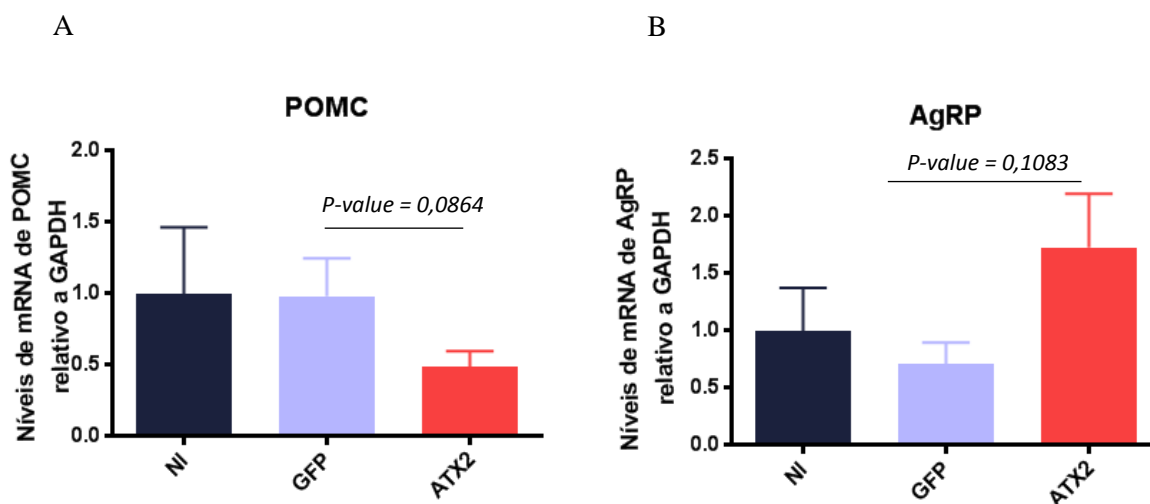 A
B
POMC
Níveis de mRNA de POMC
relativo a GAPDH
2.0
1.5
1.0
0.5
0.0
P-value = 0,0864
NI
GFP
ATX2
AgRP
Níveis de mRNA de AgRP
relativo a GAPDH
2.5
2.0
1.5
1.0
0.5
0.0
P-value = 0,1083
NI
GFP
ATX2